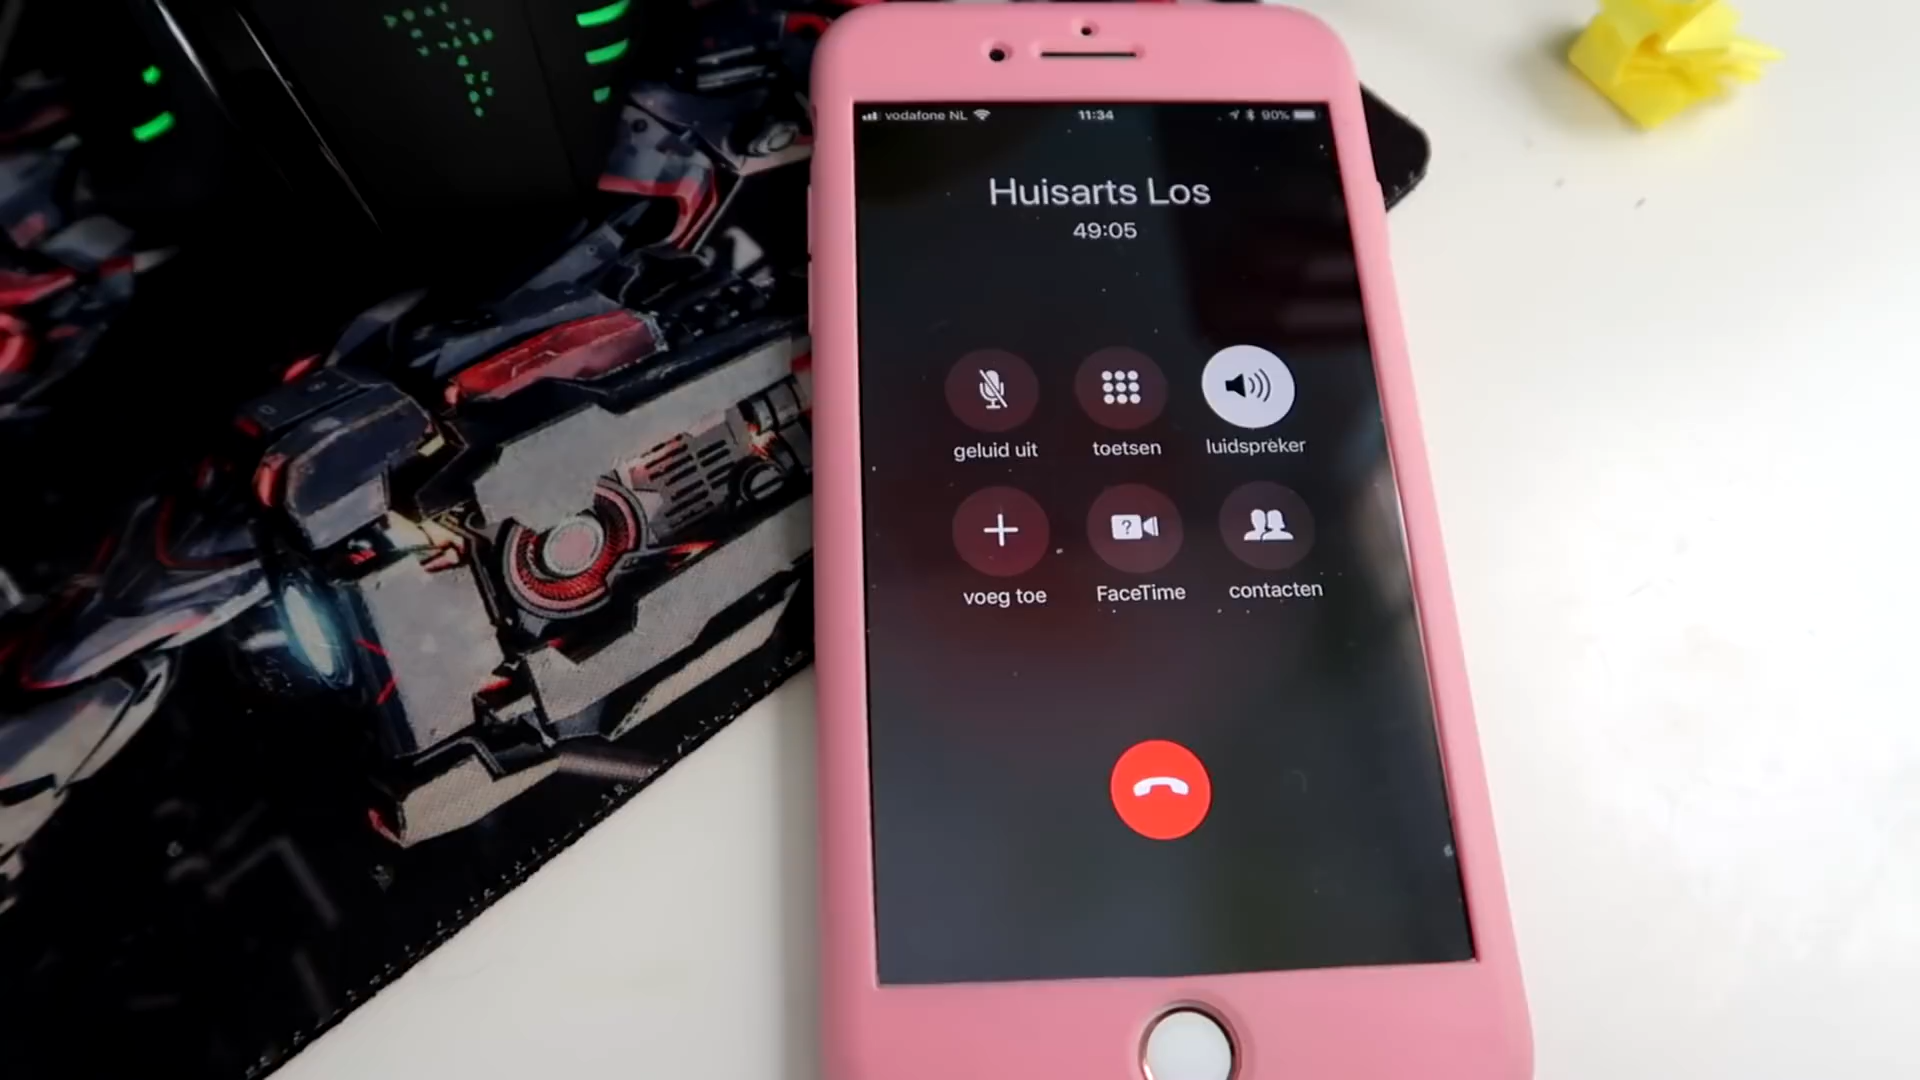 vodafone NL 11:34 90%
Huisarts Los
49:05
geluid uit toetsen luidspreker
voeg toe FaceTime contacten